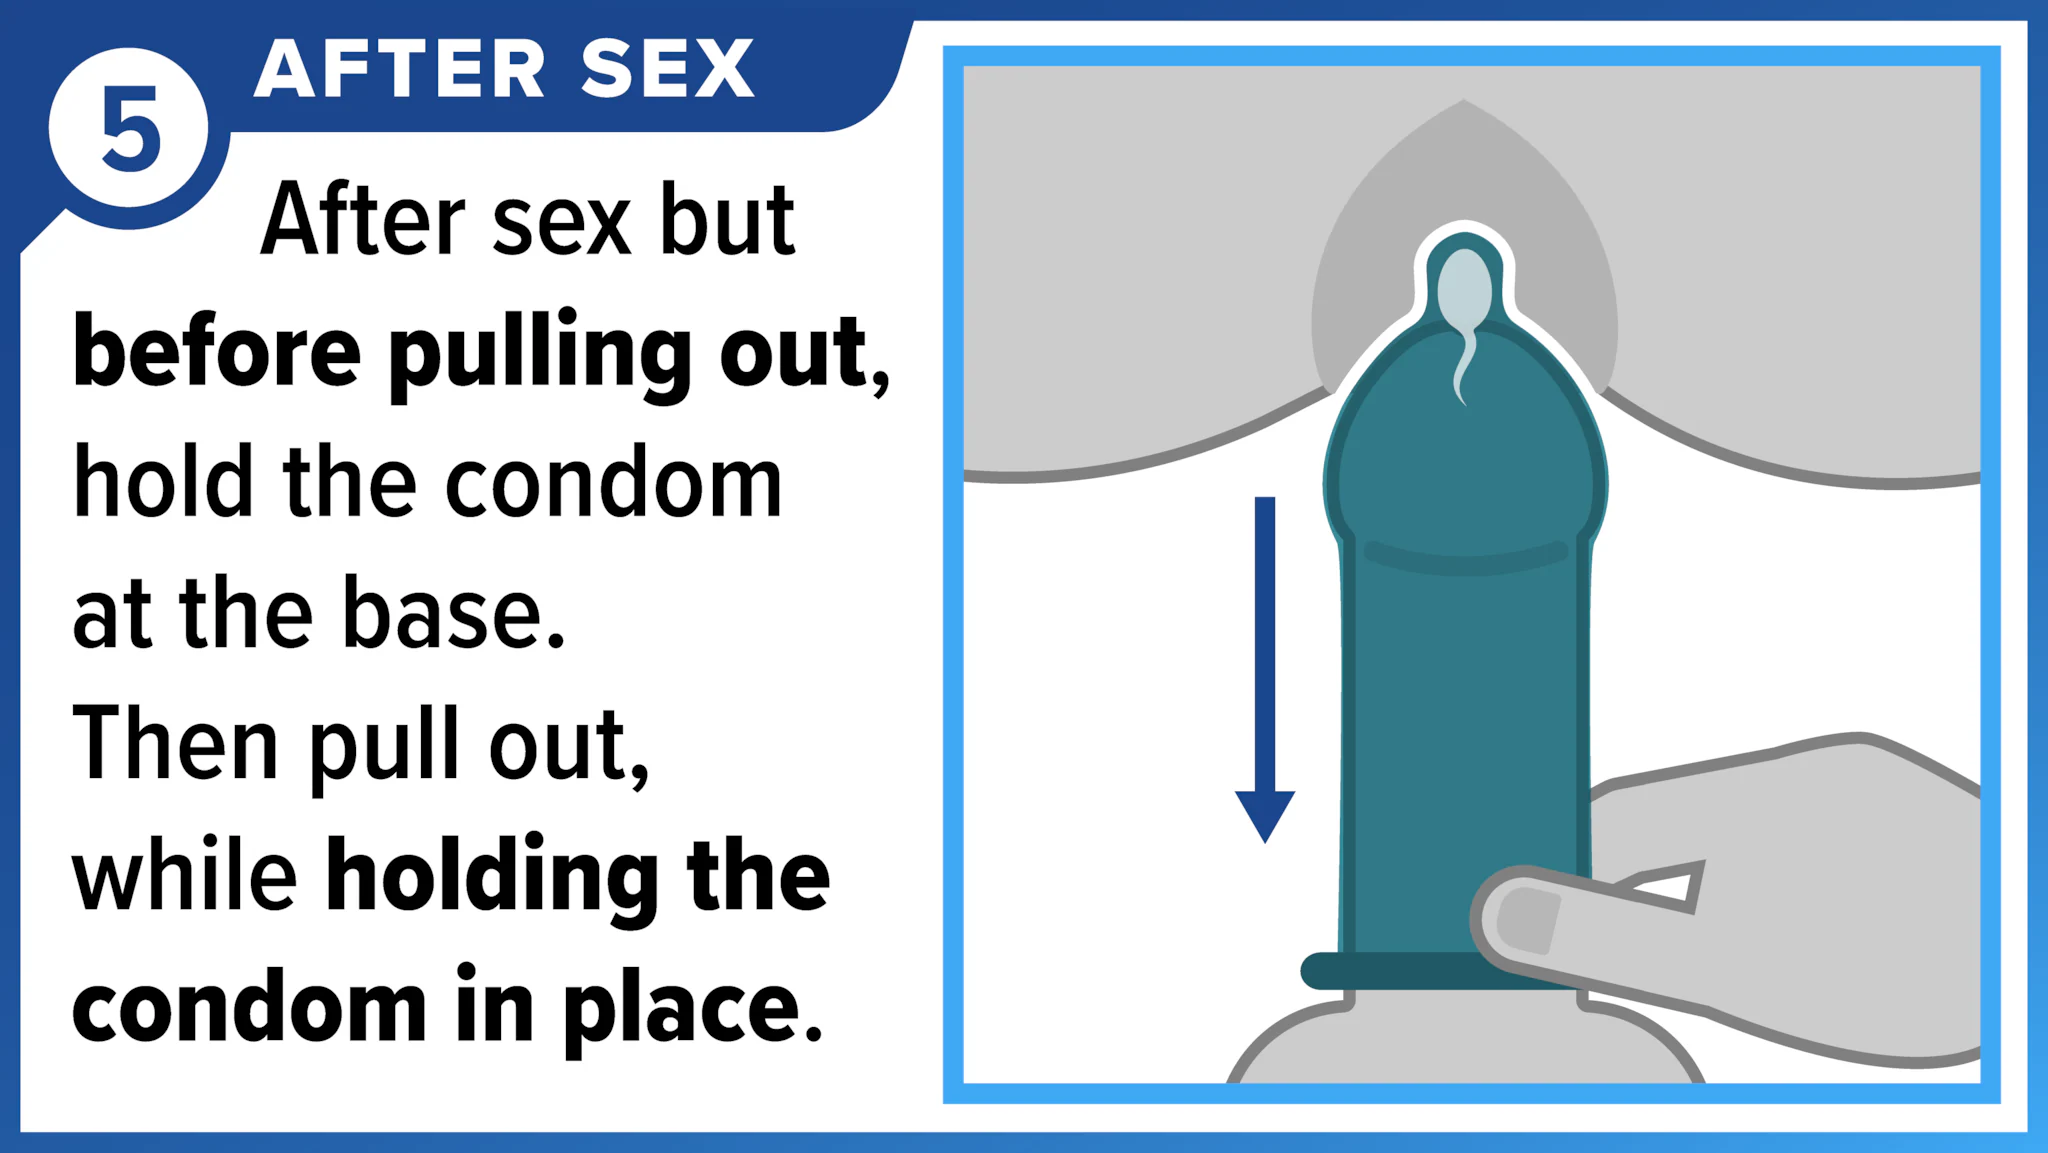 5
AFTER SEX
After sex but
before pulling out,
hold the condom
at the base.
Then pull out,
while holding the
condom in place.